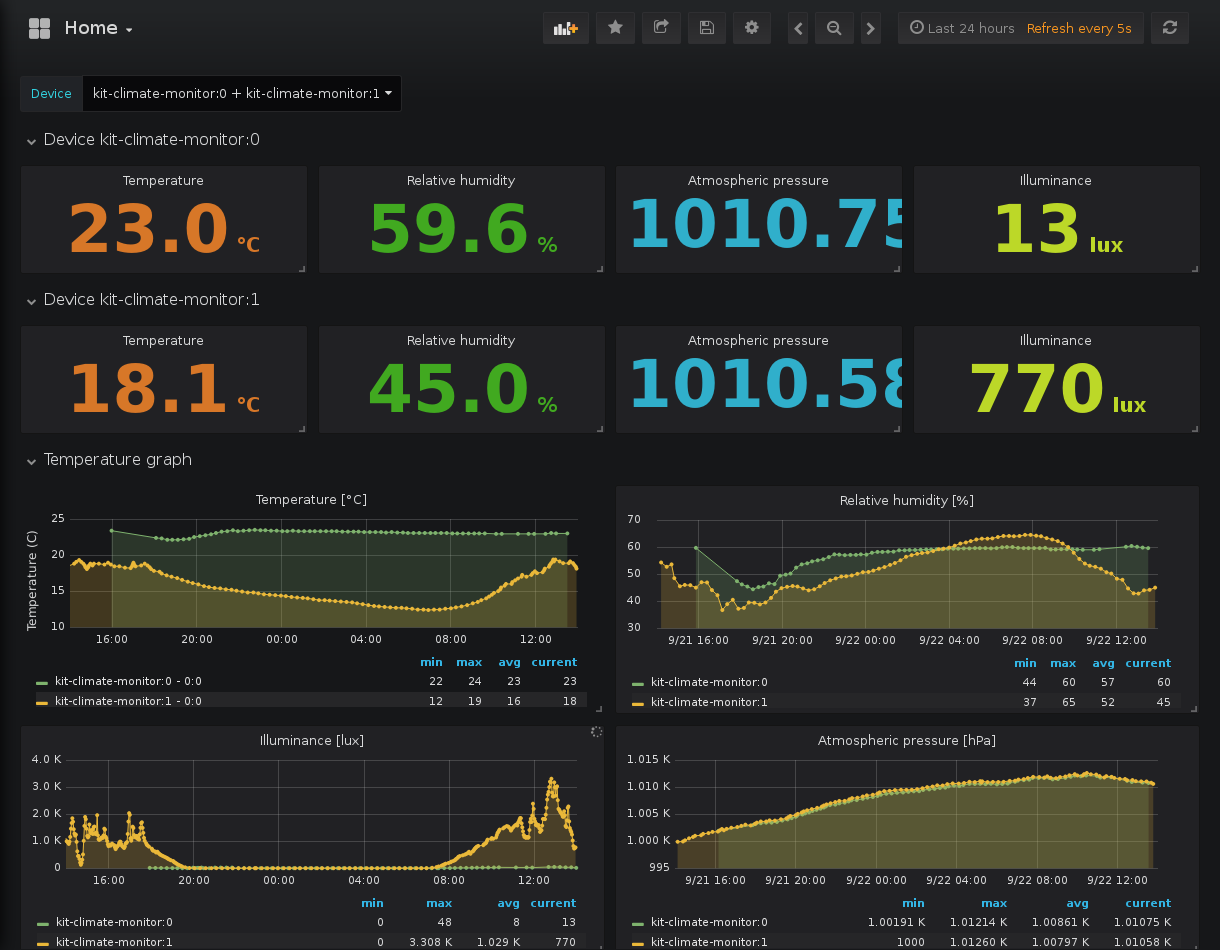 Home
Last 24 hours Refresh every 5s
Device kit-climate-monitor:0 + kit-climate-monitor:1
Device kit-climate-monitor:0
Temperature Relative humidity Atmospheric pressure Illuminance
23.0 °C 59.6 % 1010.75 13 lux
Device kit-climate-monitor:1
Temperature Relative humidity Atmospheric pressure Illuminance
18.1 °C 45.0 % 1010.58 770 lux
Temperature graph
Temperature [°C]
Temperature (C)
25
20
15
10
16:00 20:00 00:00 04:00 08:00 12:00
min max avg current
kit-climate-monitor:0 - 0:0 22 24 23 23
kit-climate-monitor:1 - 0:0 12 19 16 18
Relative humidity [%]
70
60
50
40
30
9/21 16:00 9/21 20:00 9/22 00:00 9/22 04:00 9/22 08:00 9/22 12:00
min max avg current
kit-climate-monitor:0 44 60 57 60
kit-climate-monitor:1 37 65 52 45
Illuminance [lux]
4.0 K
3.0 K
2.0 K
1.0 K
0
16:00 20:00 00:00 04:00 08:00 12:00
min max avg current
kit-climate-monitor:0 0 48 8 13
kit-climate-monitor:1 0 3.308 K 1.029 K 770
Atmospheric pressure [hPa]
1.015 K
1.010 K
1.005 K
1.000 K
995
9/21 16:00 9/21 20:00 9/22 00:00 9/22 04:00 9/22 08:00 9/22 12:00
min max avg current
kit-climate-monitor:0 1.00191 K 1.01214 K 1.00861 K 1.01075 K
kit-climate-monitor:1 1000 1.01260 K 1.00797 K 1.01058 K